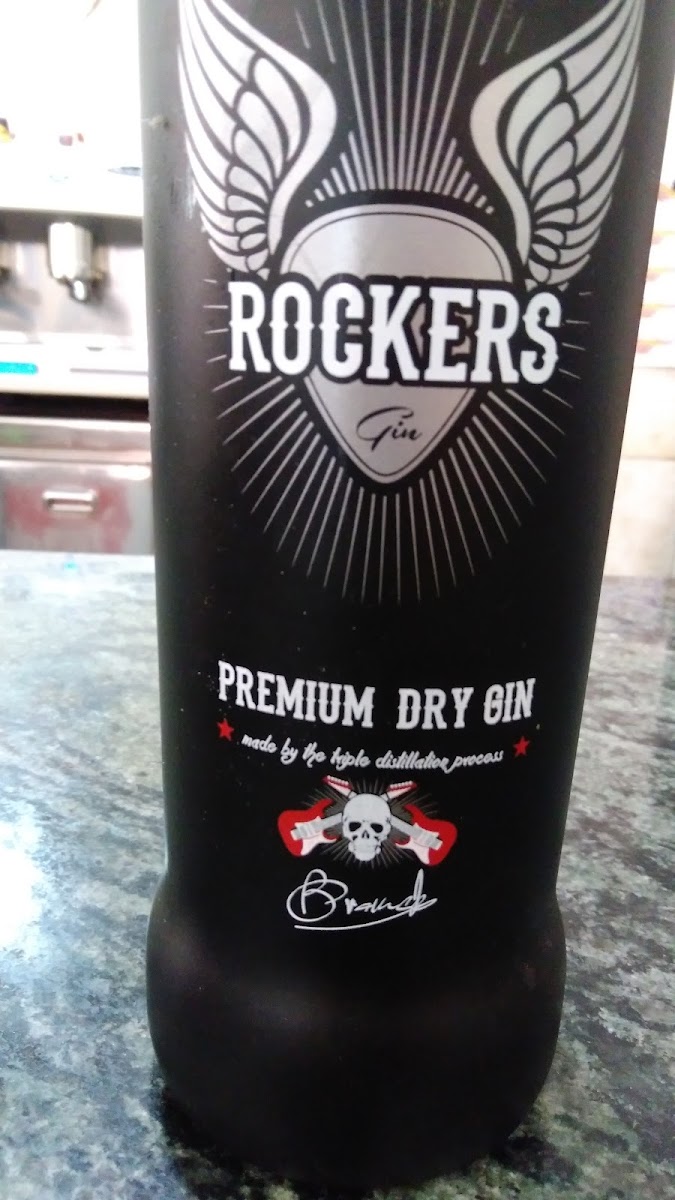 ROCKERS
Gin
PREMIUM DRY GIN
made by the triple distillation process